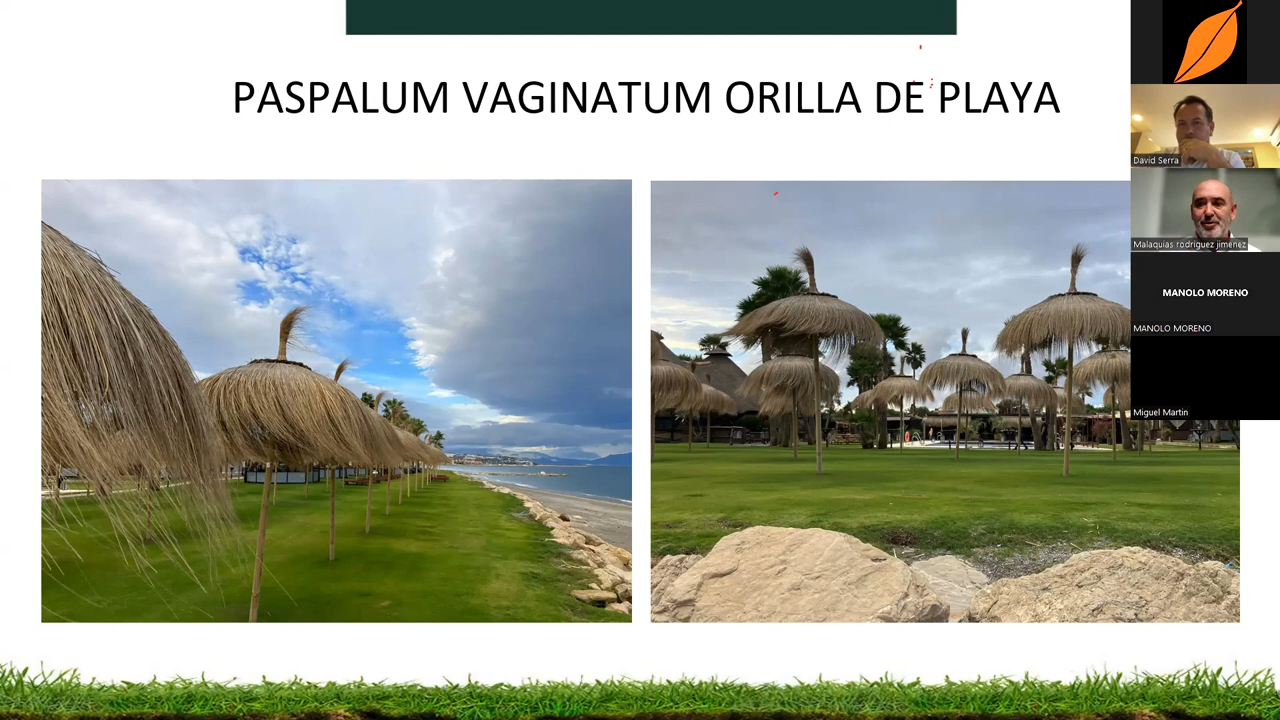 PASPALUM VAGINATUM ORILLA DE PLAYA
David Serra
Malaquias rodriguez jimenez
MANOLO MORENO
MANOLO MORENO
Miguel Martin